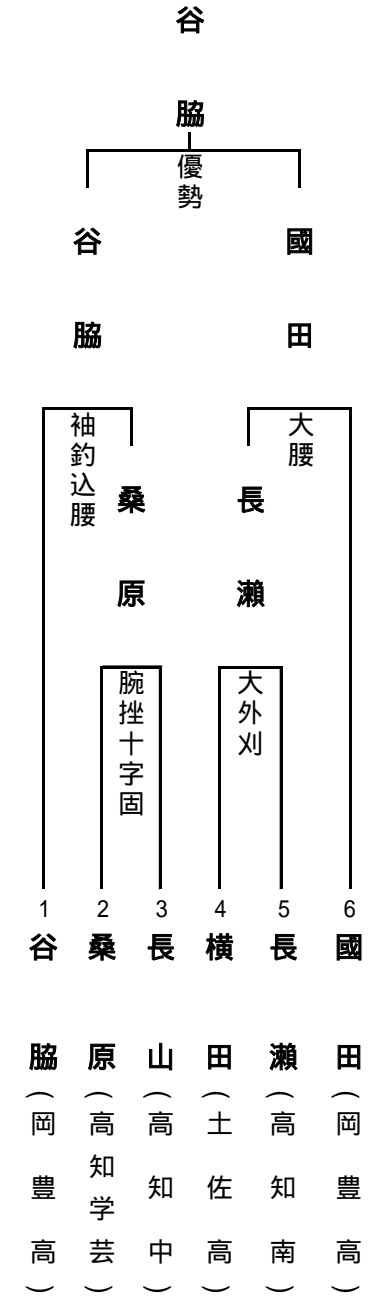 谷脇
優勢
谷脇
國田
袖釣込腰
大腰
桑原
長瀬
腕挫十字固
大外刈
1 2 3 4 5 6
谷脇(岡豊高)
桑原(高知学芸)
長山(高知中)
横田(土佐高)
長瀬(高知南)
國田(岡豊高)